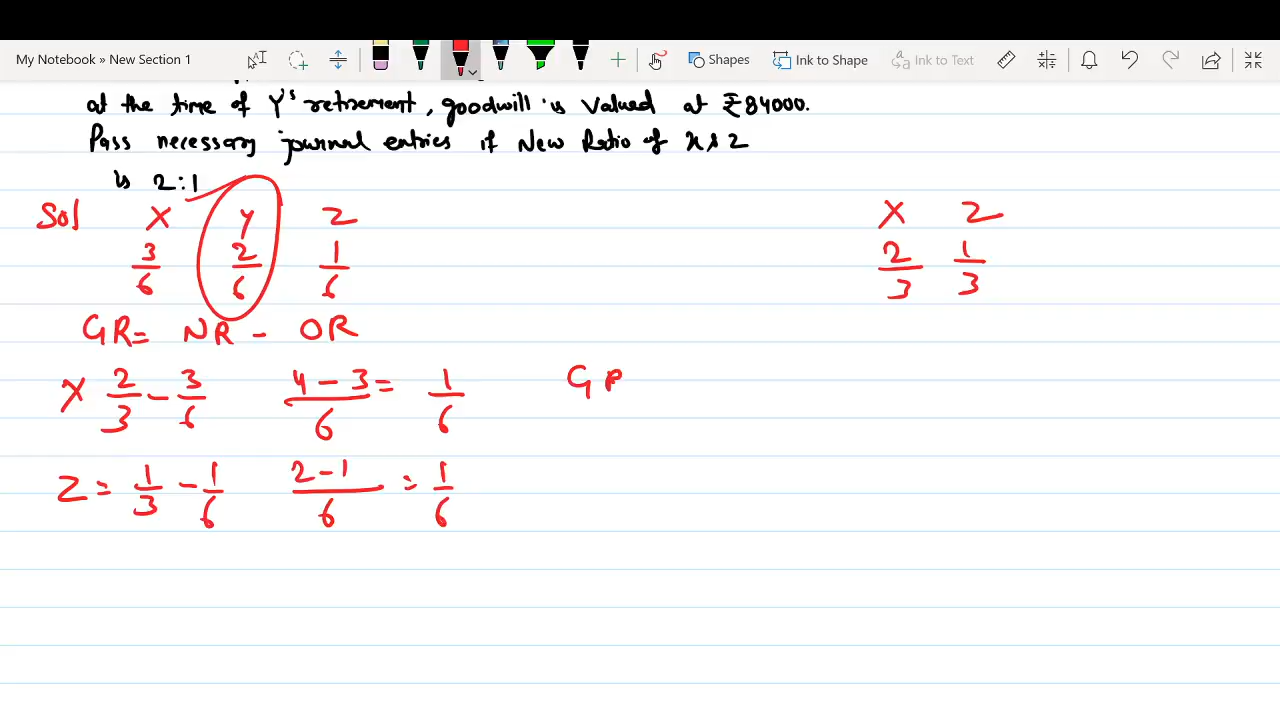 My Notebook » New Section 1
Shapes
Ink to Shape
Ink to Text
at the time of Y's retirement, goodwill is valued at ₹84000.
Pass necessary journal entries if New Ratio of X & Z
is 2:1
Sol X Y Z
3/6 2/6 1/6
X Z
2/3 1/3
GR = NR - OR
X 2/3 - 3/6 4-3/6 = 1/6
G
Z = 1/3 - 1/6 2-1/6 = 1/6